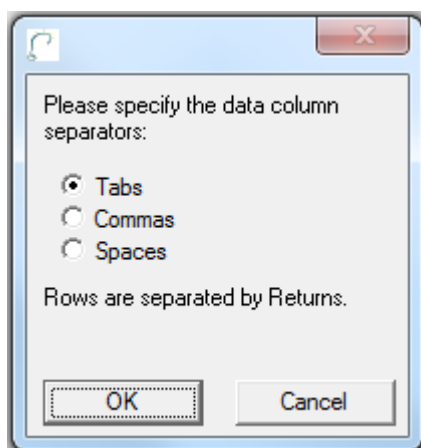 Please specify the data column
separators:
Tabs
Commas
Spaces
Rows are separated by Returns.
OK
Cancel